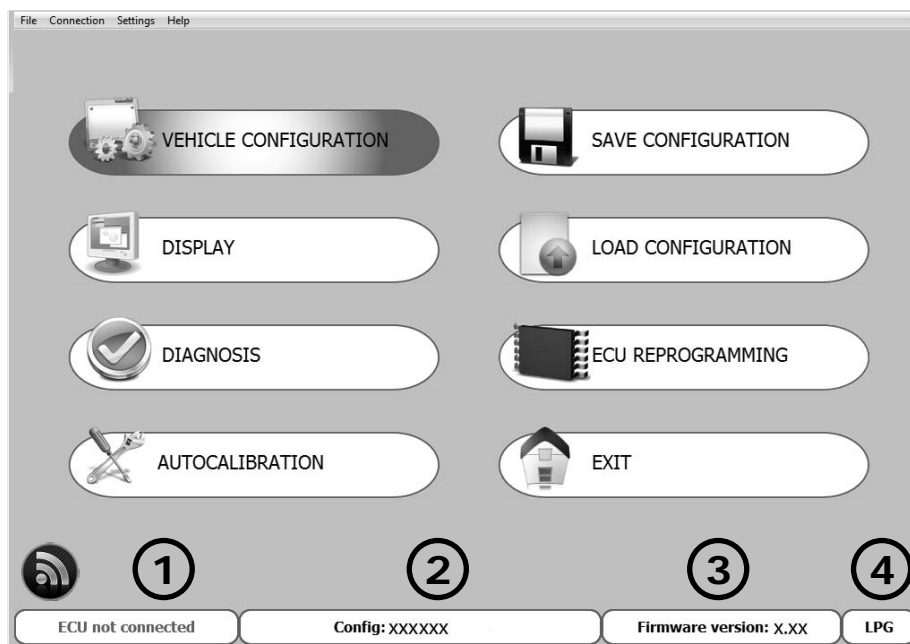 File Connection Settings Help
VEHICLE CONFIGURATION
SAVE CONFIGURATION
DISPLAY
LOAD CONFIGURATION
DIAGNOSIS
ECU REPROGRAMMING
AUTOCALIBRATION
EXIT
1 2 3 4
ECU not connected Config: XXXXXX Firmware version: X.XX LPG